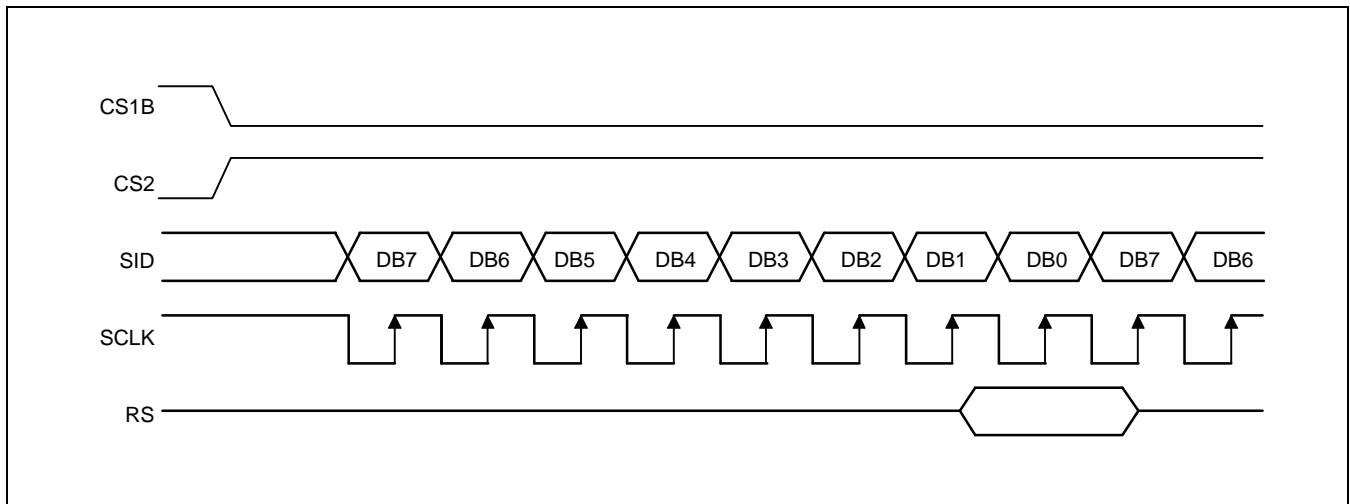 CS1B
CS2
SID DB7 DB6 DB5 DB4 DB3 DB2 DB1 DB0 DB7 DB6
SCLK
RS